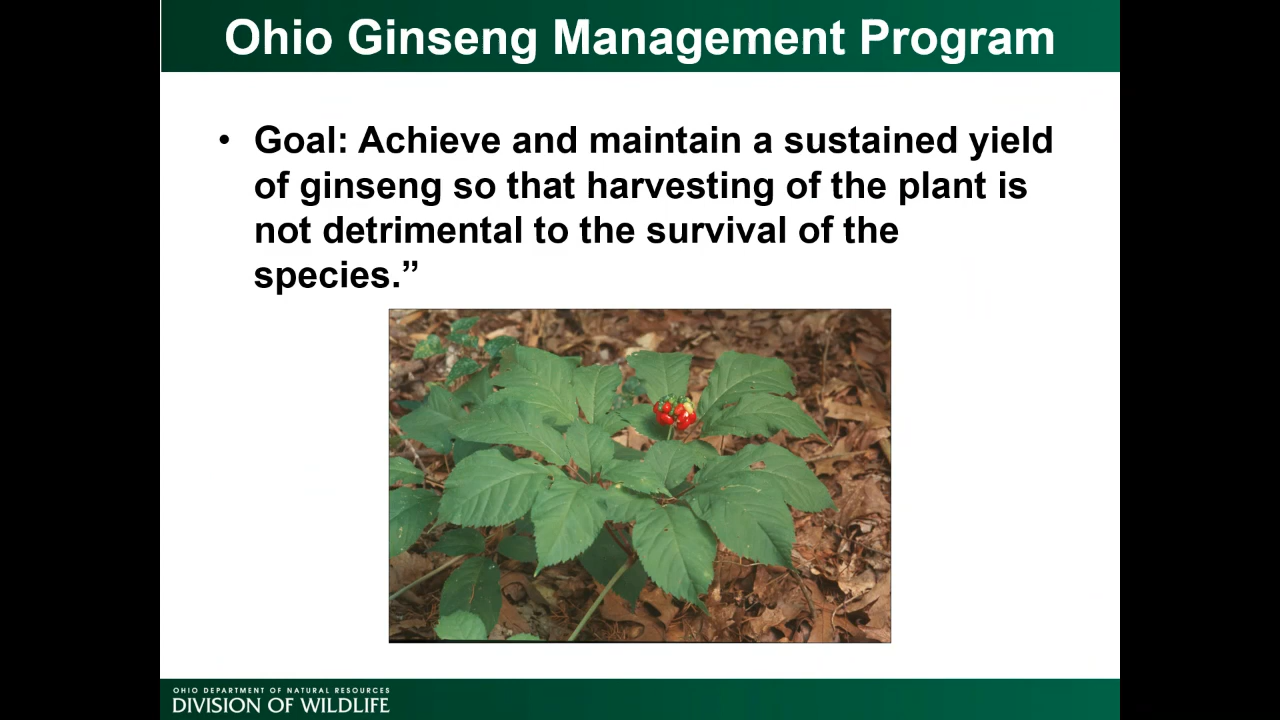 Ohio Ginseng Management Program
• Goal: Achieve and maintain a sustained yield
of ginseng so that harvesting of the plant is
not detrimental to the survival of the
species.”
OHIO DEPARTMENT OF NATURAL RESOURCES
DIVISION OF WILDLIFE